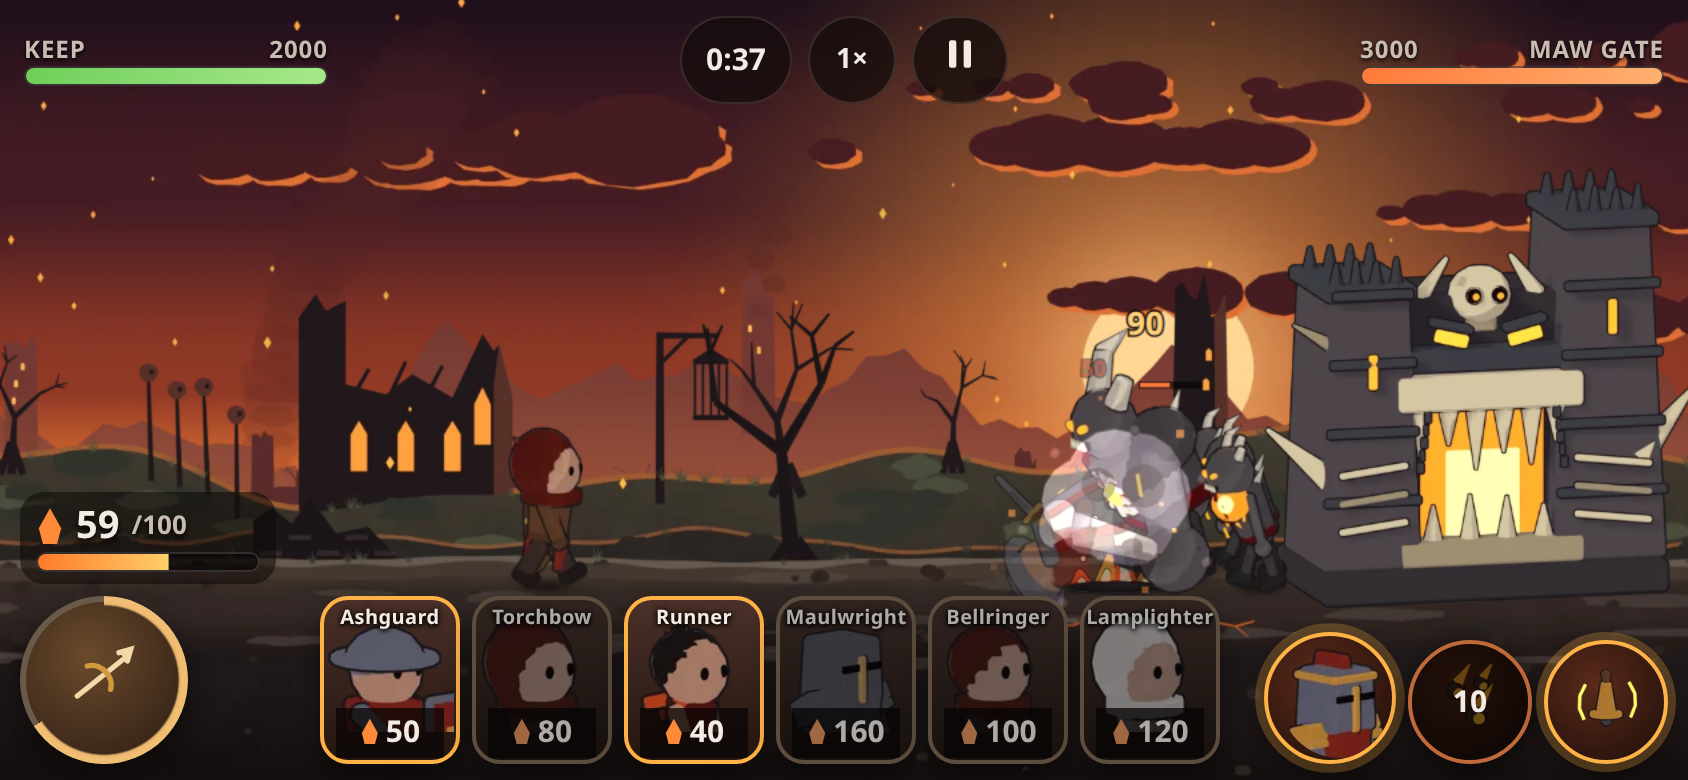 KEEP 2000
0:37
1×
3000 MAW GATE
90
59 /100
Ashguard
50
Torchbow
80
Runner
40
Maulwright
160
Bellringer
100
Lamplighter
120
10